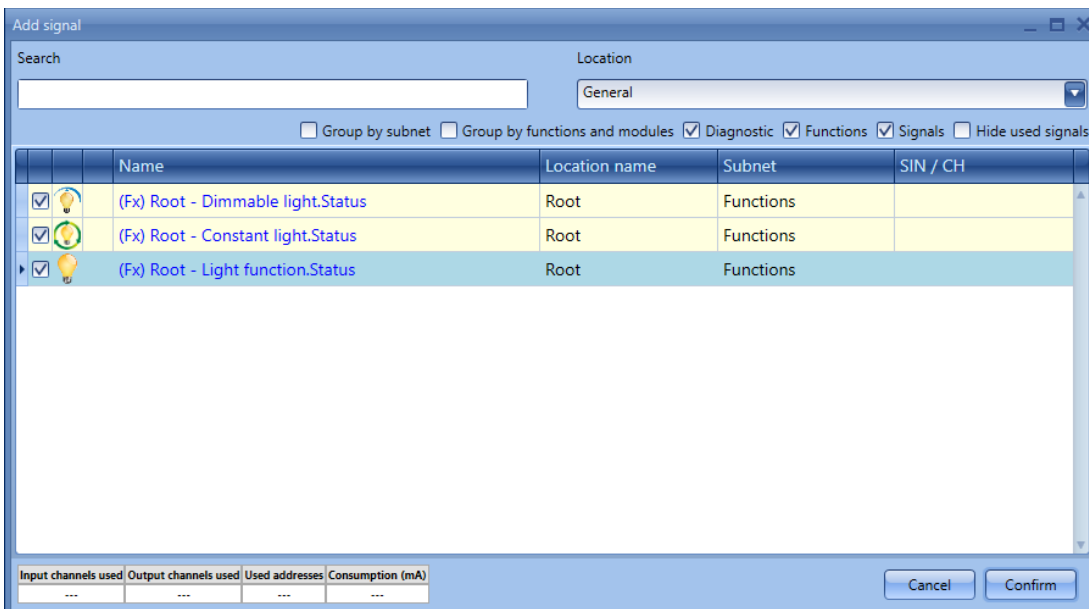 Add signal
Search Location
General
Group by subnet Group by functions and modules Diagnostic Functions Signals Hide used signals
Name Location name Subnet SIN / CH
(Fx) Root - Dimmable light.Status Root Functions
(Fx) Root - Constant light.Status Root Functions
(Fx) Root - Light function.Status Root Functions
Input channels used Output channels used Used addresses Consumption (mA)
--- --- --- ---
Cancel Confirm